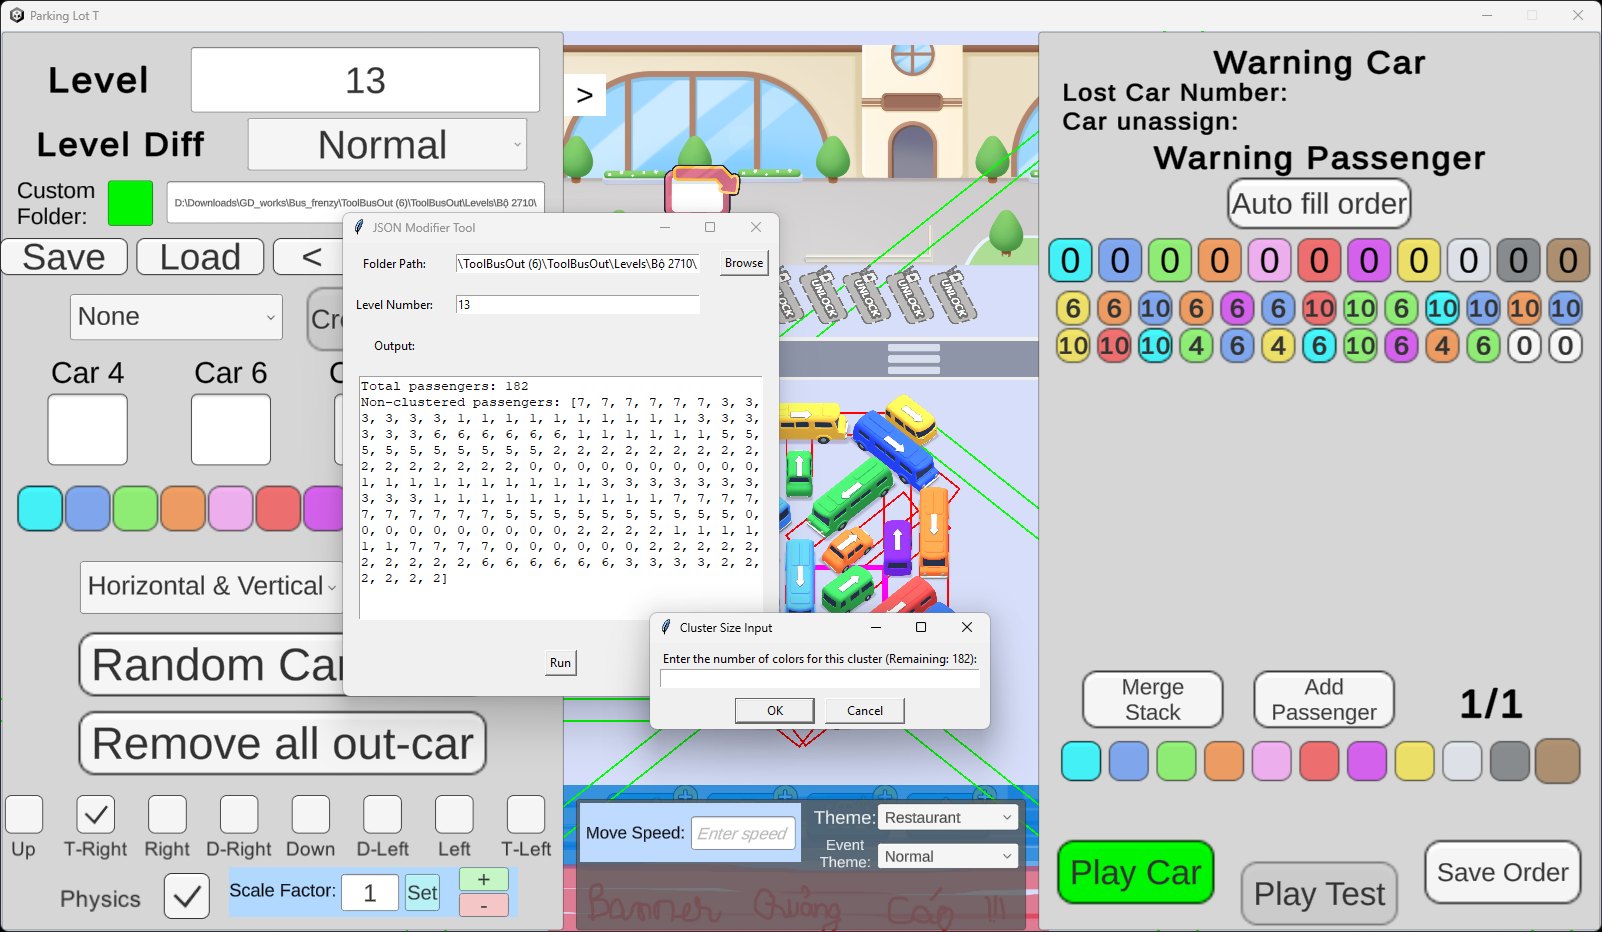 Parking Lot T
Level
13
Level Diff
Normal
Custom
Folder:
D:\Downloads\GD_works\Bus_frenzy\ToolBusOut (6)\ToolBusOut\Levels\Bộ 2710\
Save
Load
<
None
Cre
Car 4
Car 6
C
Horizontal & Vertical
Random Car
Remove all out-car
Up
T-Right
Right
D-Right
Down
D-Left
Left
T-Left
Physics
Scale Factor:
1
Set
+
-
>
UNLOCK
UNLOCK
UNLOCK
UNLOCK
JSON Modifier Tool
Folder Path:
\ToolBusOut (6)\ToolBusOut\Levels\Bộ 2710\
Browse
Level Number:
13
Output:
Total passengers: 182
Non-clustered passengers: [7, 7, 7, 7, 7, 7, 3, 3,
3, 3, 3, 3, 1, 1, 1, 1, 1, 1, 1, 1, 1, 1, 3, 3, 3,
3, 3, 3, 6, 6, 6, 6, 6, 6, 1, 1, 1, 1, 1, 1, 5, 5,
5, 5, 5, 5, 5, 5, 5, 5, 2, 2, 2, 2, 2, 2, 2, 2, 2,
2, 2, 2, 2, 2, 2, 2, 0, 0, 0, 0, 0, 0, 0, 0, 0, 0,
1, 1, 1, 1, 1, 1, 1, 1, 1, 1, 3, 3, 3, 3, 3, 3, 3,
3, 3, 3, 1, 1, 1, 1, 1, 1, 1, 1, 1, 1, 7, 7, 7, 7,
7, 7, 7, 7, 7, 7, 5, 5, 5, 5, 5, 5, 5, 5, 5, 5, 0,
0, 0, 0, 0, 0, 0, 0, 0, 0, 2, 2, 2, 2, 1, 1, 1, 1,
1, 1, 7, 7, 7, 7, 0, 0, 0, 0, 0, 0, 2, 2, 2, 2, 2,
2, 2, 2, 2, 2, 6, 6, 6, 6, 6, 6, 3, 3, 3, 3, 2, 2,
2, 2, 2, 2]
Run
Cluster Size Input
Enter the number of colors for this cluster (Remaining: 182):
OK
Cancel
Move Speed:
Enter speed
Theme:
Restaurant
Event
Theme:
Normal
Banner Quảng Cáo !!!
Warning Car
Lost Car Number:
Car unassign:
Warning Passenger
Auto fill order
0 0 0 0 0 0 0 0 0 0 0
6 6 10 6 6 6 10 10 6 10 10 10 10
10 10 10 4 6 4 6 10 6 4 6 0 0
Merge
Stack
Add
Passenger
1/1
Play Car
Play Test
Save Order